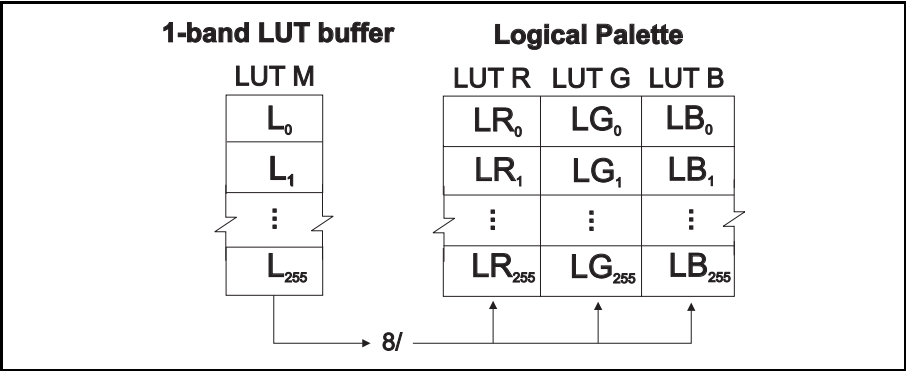 1-band LUT buffer Logical Palette
LUT M LUT R LUT G LUT B
L0 LR0 LG0 LB0
L1 LR1 LG1 LB1
⋮ ⋮ ⋮ ⋮
L255 LR255 LG255 LB255
8/